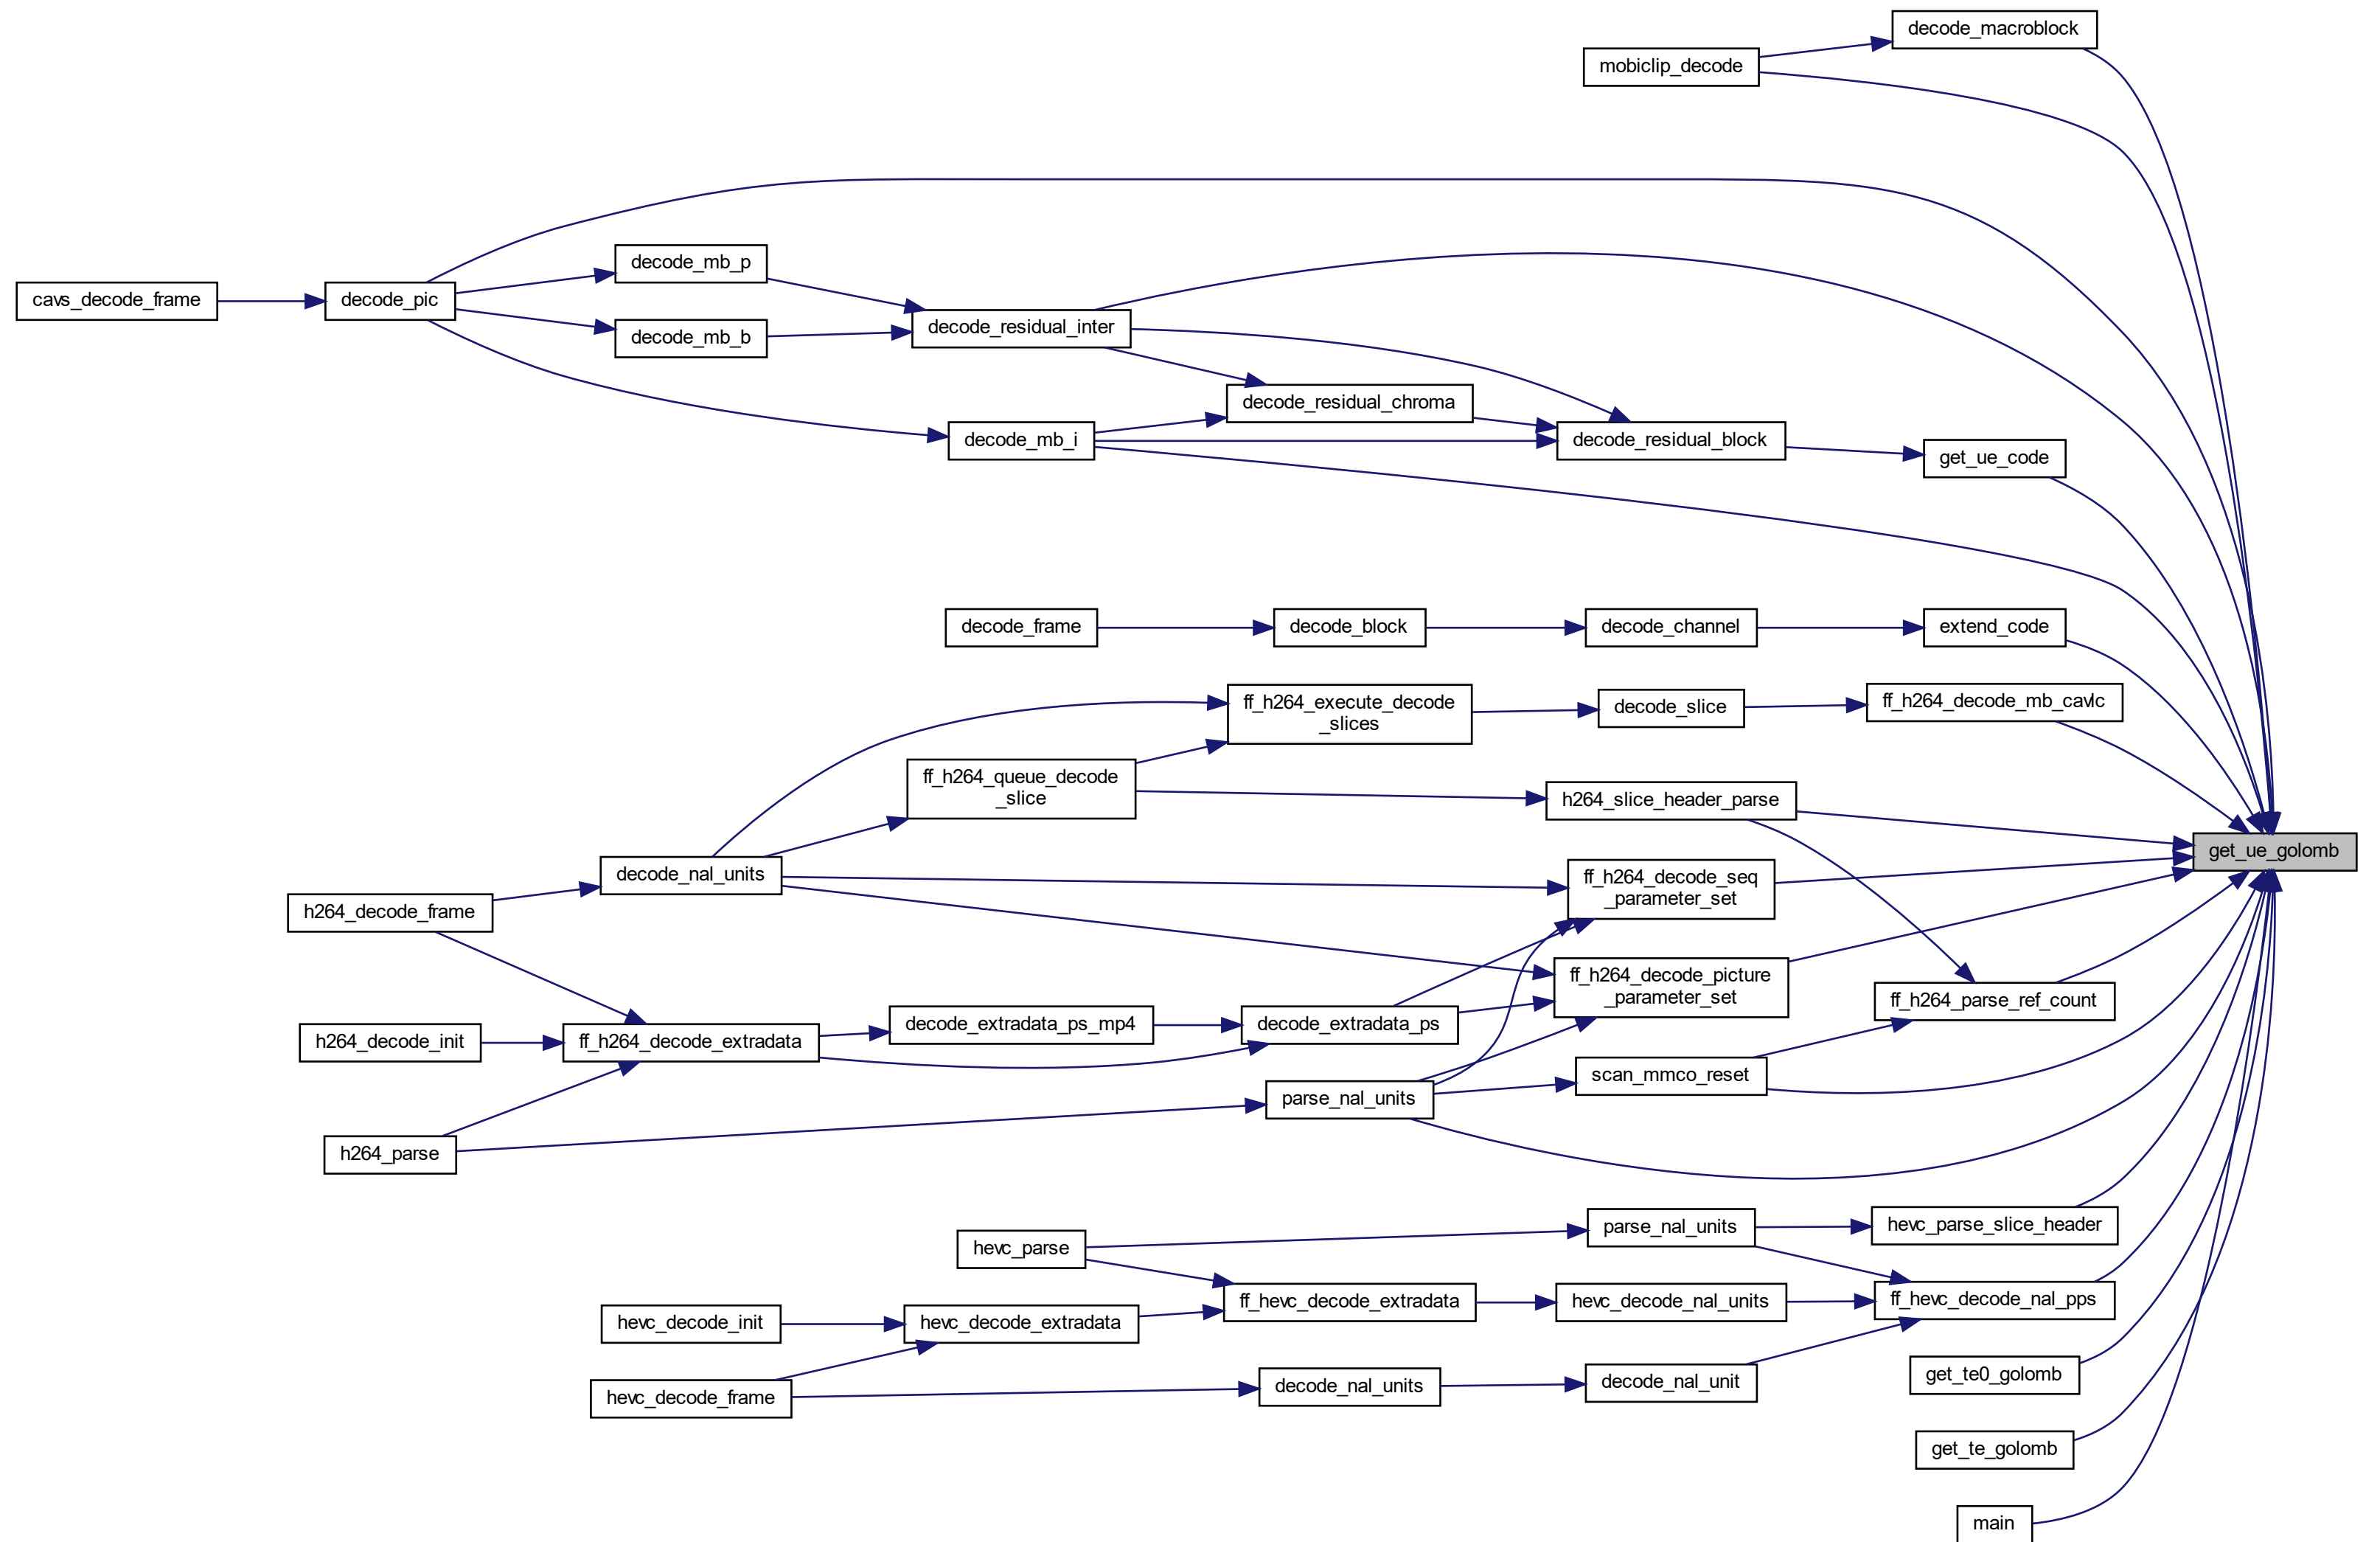 decode_macroblock
mobiclip_decode
decode_mb_p
cavs_decode_frame
decode_pic
decode_residual_inter
decode_mb_b
decode_residual_chroma
decode_mb_i
decode_residual_block
get_ue_code
decode_frame
decode_block
decode_channel
extend_code
ff_h264_execute_decode
_slices
decode_slice
ff_h264_decode_mb_cavlc
ff_h264_queue_decode
_slice
h264_slice_header_parse
get_ue_golomb
decode_nal_units
ff_h264_decode_seq
_parameter_set
h264_decode_frame
ff_h264_decode_picture
_parameter_set
ff_h264_parse_ref_count
h264_decode_init
ff_h264_decode_extradata
decode_extradata_ps_mp4
decode_extradata_ps
scan_mmco_reset
parse_nal_units
h264_parse
hevc_parse
parse_nal_units
hevc_parse_slice_header
ff_hevc_decode_extradata
hevc_decode_nal_units
ff_hevc_decode_nal_pps
hevc_decode_init
hevc_decode_extradata
get_te0_golomb
hevc_decode_frame
decode_nal_units
decode_nal_unit
get_te_golomb
main